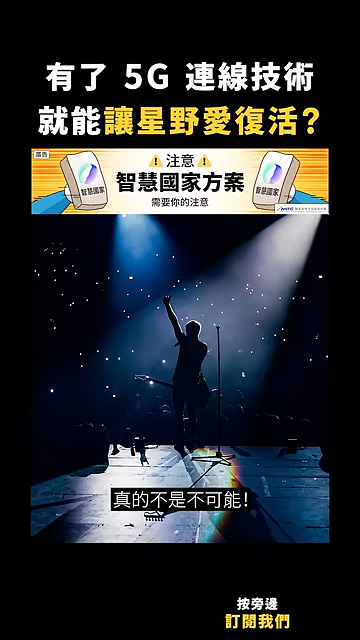 有了 5G 連線技術
就能讓星野愛復活？
廣告
注意
智慧國家方案
需要你的注意
智慧國家
智慧國家
NSTC
真的不是不可能！
按旁邊
訂閱我們